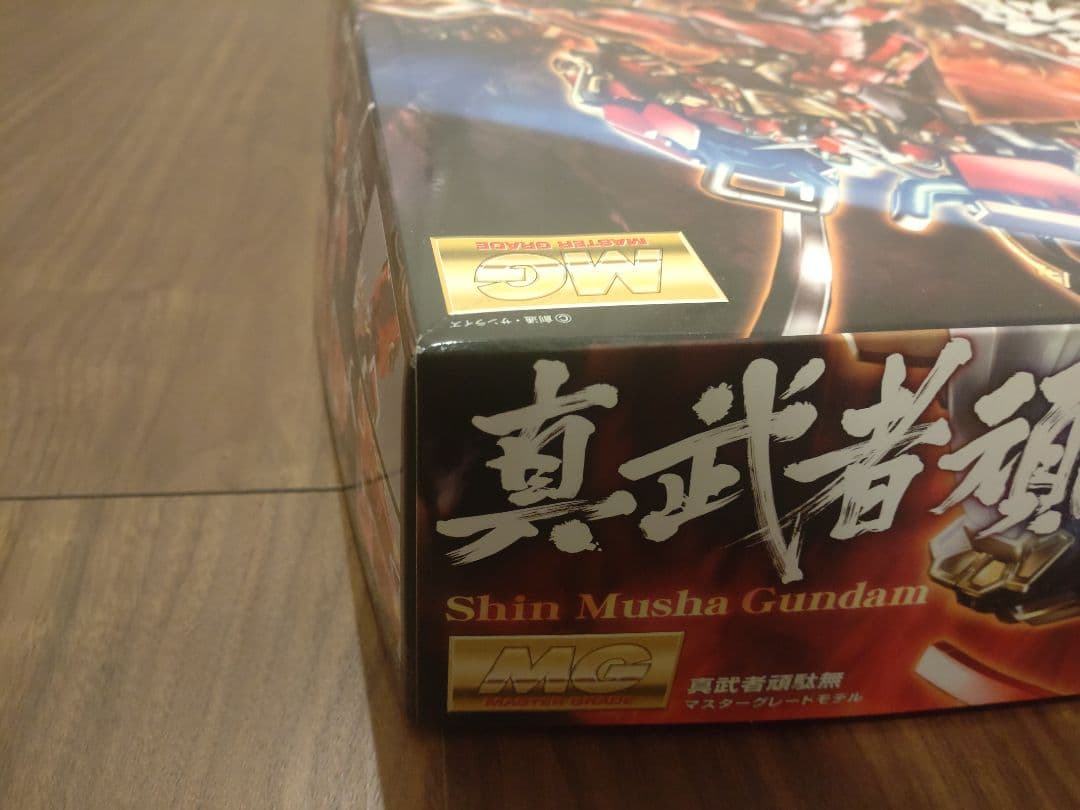 MG
MASTER GRADE
©創通・サンライズ
真武者頑
Shin Musha Gundam
MG
MASTER GRADE
真武者頑駄無
マスターグレードモデル